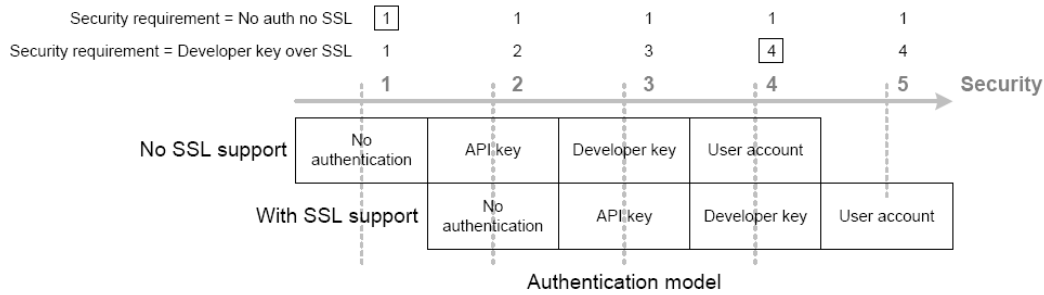 Security requirement = No auth no SSL 1 1 1 1 1
Security requirement = Developer key over SSL 1 2 3 4 4
1 2 3 4 5 Security
No SSL support
No
authentication
API key
Developer key
User account
With SSL support
No
authentication
API key
Developer key
User account
Authentication model